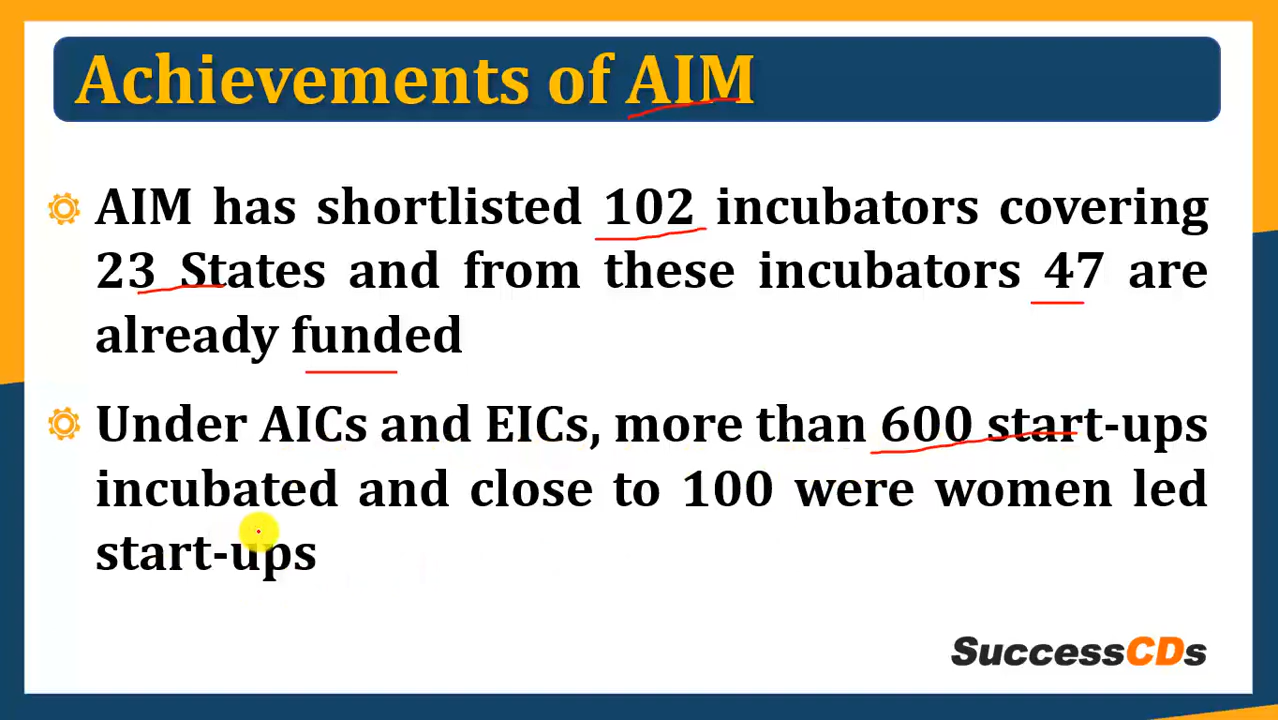 Achievements of AIM
AIM has shortlisted 102 incubators covering
23 States and from these incubators 47 are
already funded
Under AICs and EICs, more than 600 start-ups
incubated and close to 100 were women led
start-ups
SuccessCDs